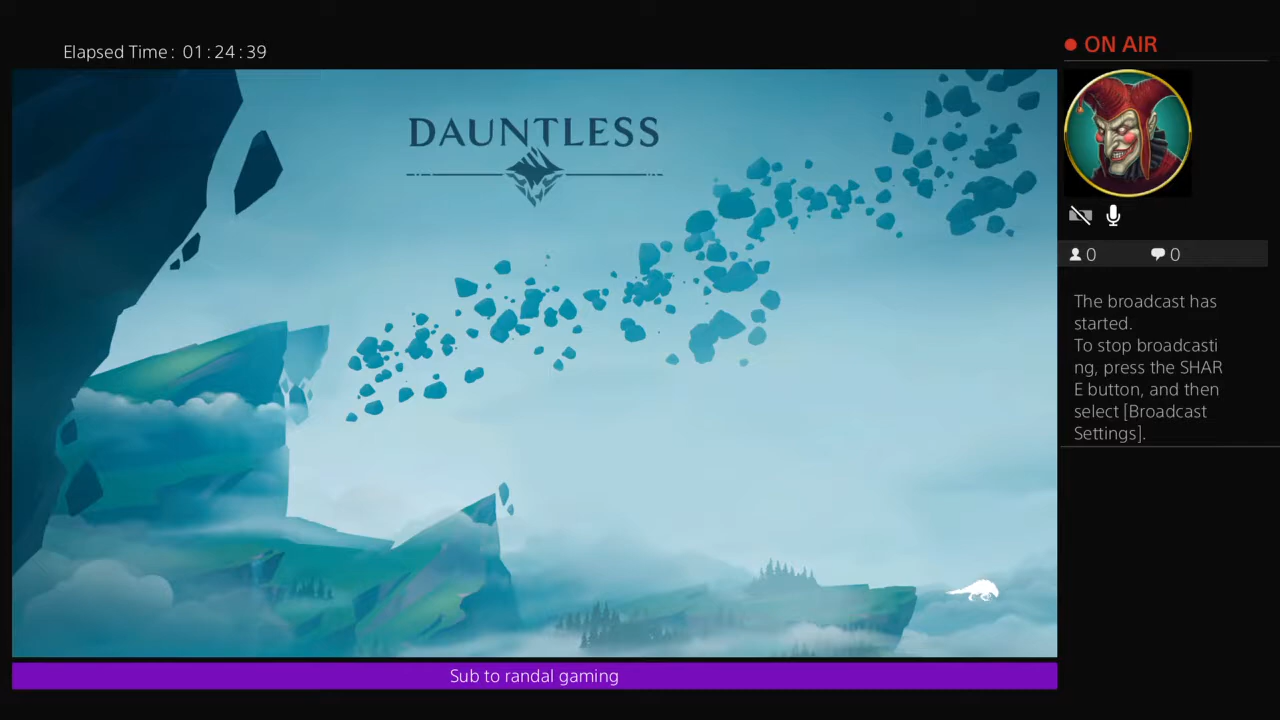 Elapsed Time: 01:24:39
ON AIR
DAUNTLESS
0 0
The broadcast has
started.
To stop broadcasti
ng, press the SHAR
E button, and then
select [Broadcast
Settings].
Sub to randal gaming